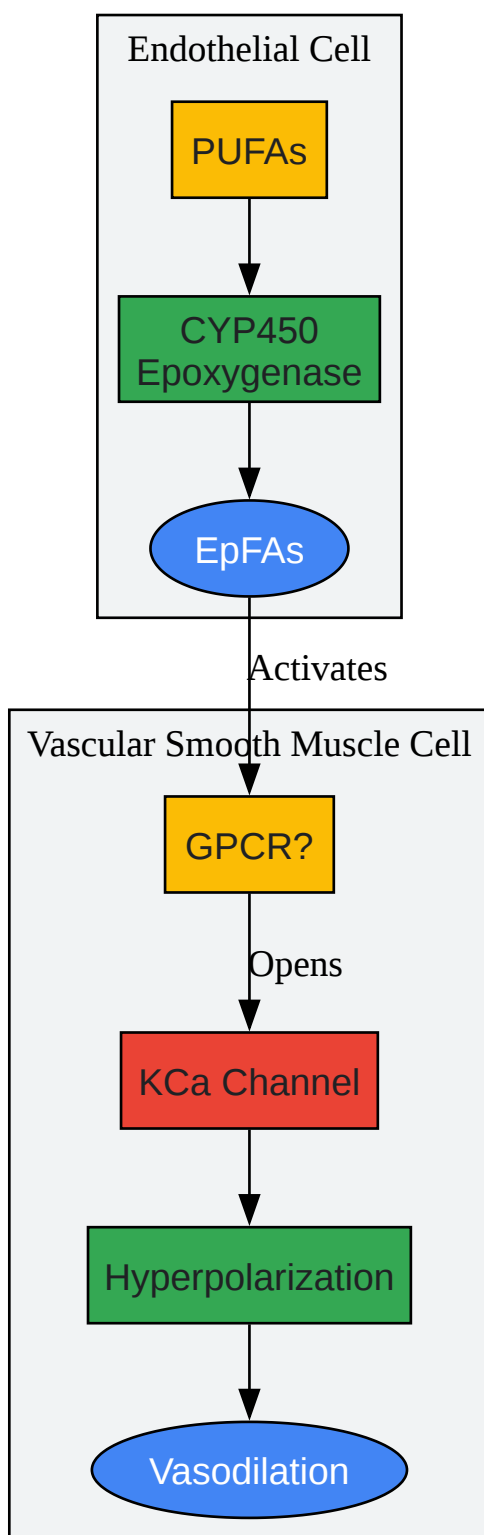 Endothelial Cell
PUFAs
CYP450
Epoxygenase
EpFAs
Activates
Vascular Smooth Muscle Cell
GPCR?
Opens
KCa Channel
Hyperpolarization
Vasodilation